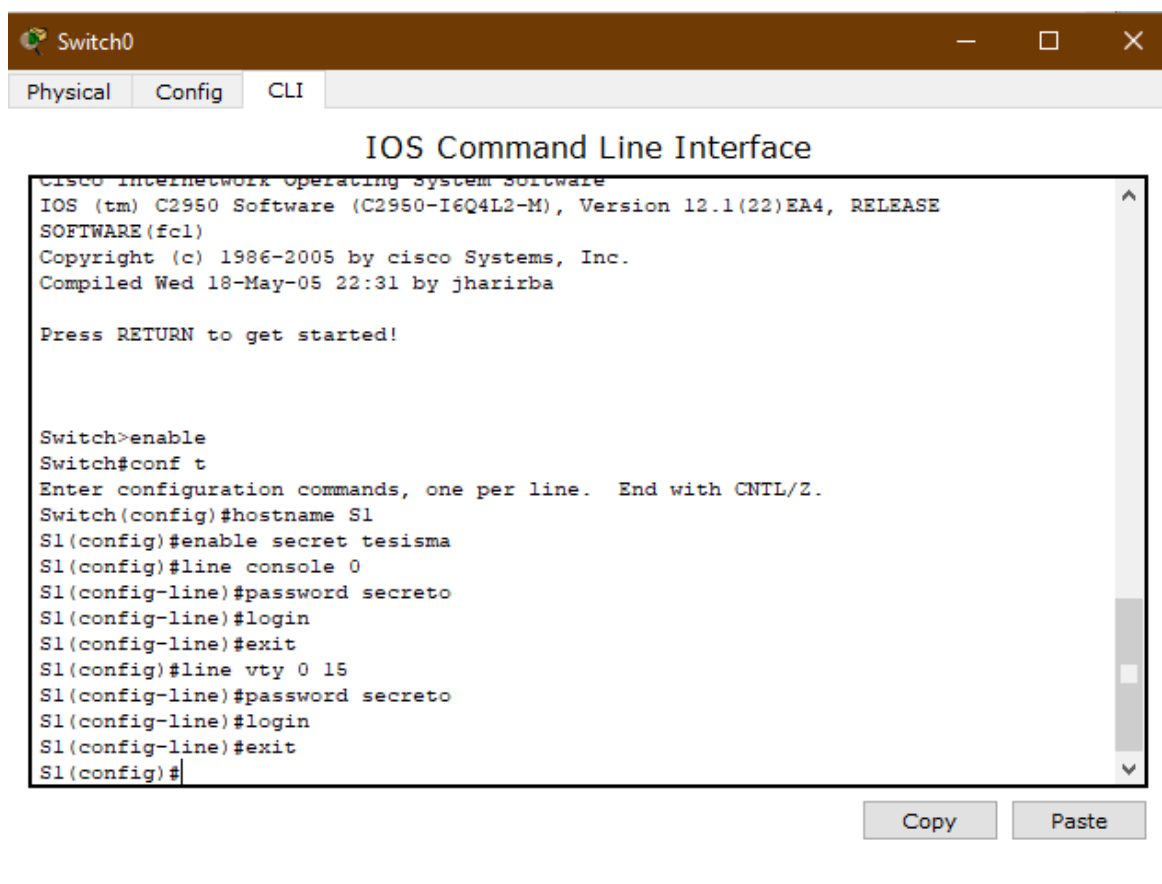 Switch0
Physical Config CLI
IOS Command Line Interface
Cisco Internetwork Operating System Software
IOS (tm) C2950 Software (C2950-I6Q4L2-M), Version 12.1(22)EA4, RELEASE
SOFTWARE(fc1)
Copyright (c) 1986-2005 by cisco Systems, Inc.
Compiled Wed 18-May-05 22:31 by jharirba
Press RETURN to get started!
Switch>enable
Switch#conf t
Enter configuration commands, one per line.  End with CNTL/Z.
Switch(config)#hostname S1
S1(config)#enable secret tesisma
S1(config)#line console 0
S1(config-line)#password secreto
S1(config-line)#login
S1(config-line)#exit
S1(config)#line vty 0 15
S1(config-line)#password secreto
S1(config-line)#login
S1(config-line)#exit
S1(config)#
Copy Paste